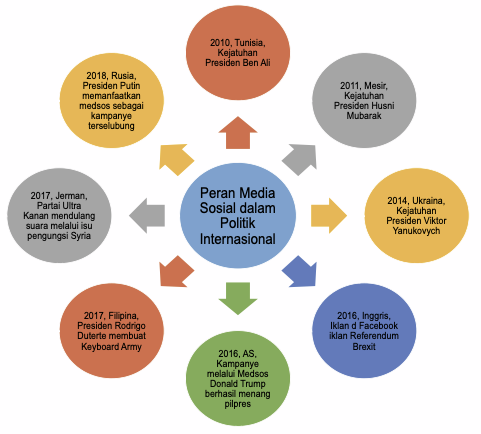 2010, Tunisia,
Kejatuhan
Presiden Ben Ali
2011, Mesir,
Kejatuhan
Presiden Husni
Mubarak
2014, Ukraina,
Kejatuhan
Presiden Viktor
Yanukovych
2016, Inggris,
Iklan d Facebook
iklan Referendum
Brexit
2016, AS,
Kampanye
melalui Medsos
Donald Trump
berhasil menang
pilpres
2017, Filipina,
Presiden Rodrigo
Duterte membuat
Keyboard Army
2017, Jerman,
Partai Ultra
Kanan mendulang
suara melalui isu
pengungsi Syria
2018, Rusia,
Presiden Putin
memanfaatkan
medsos sebagai
kampanye
terselubung
Peran Media
Sosial dalam
Politik
Internasional